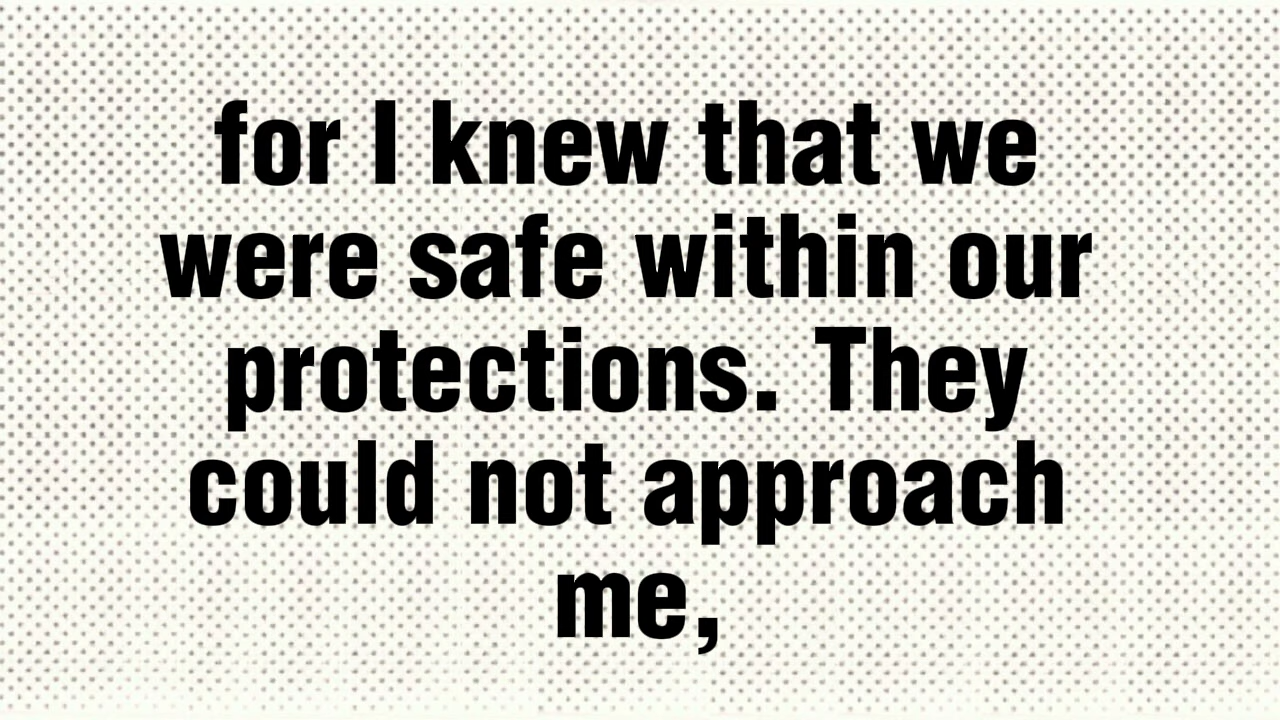 for I knew that we
were safe within our
protections. They
could not approach
me,